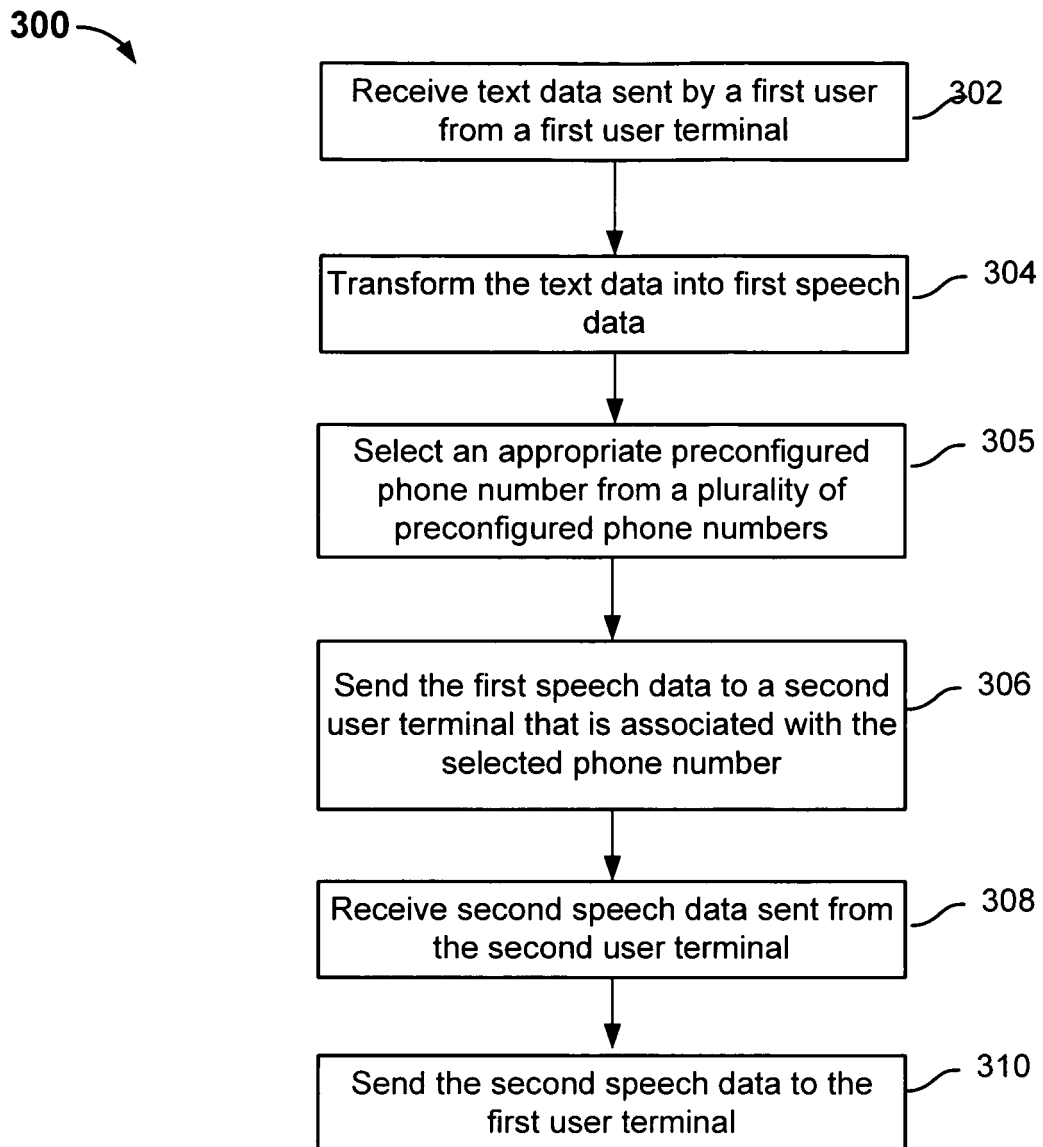 300
Receive text data sent by a first user
from a first user terminal
302
Transform the text data into first speech
data
304
Select an appropriate preconfigured
phone number from a plurality of
preconfigured phone numbers
305
Send the first speech data to a second
user terminal that is associated with the
selected phone number
306
Receive second speech data sent from
the second user terminal
308
Send the second speech data to the
first user terminal
310